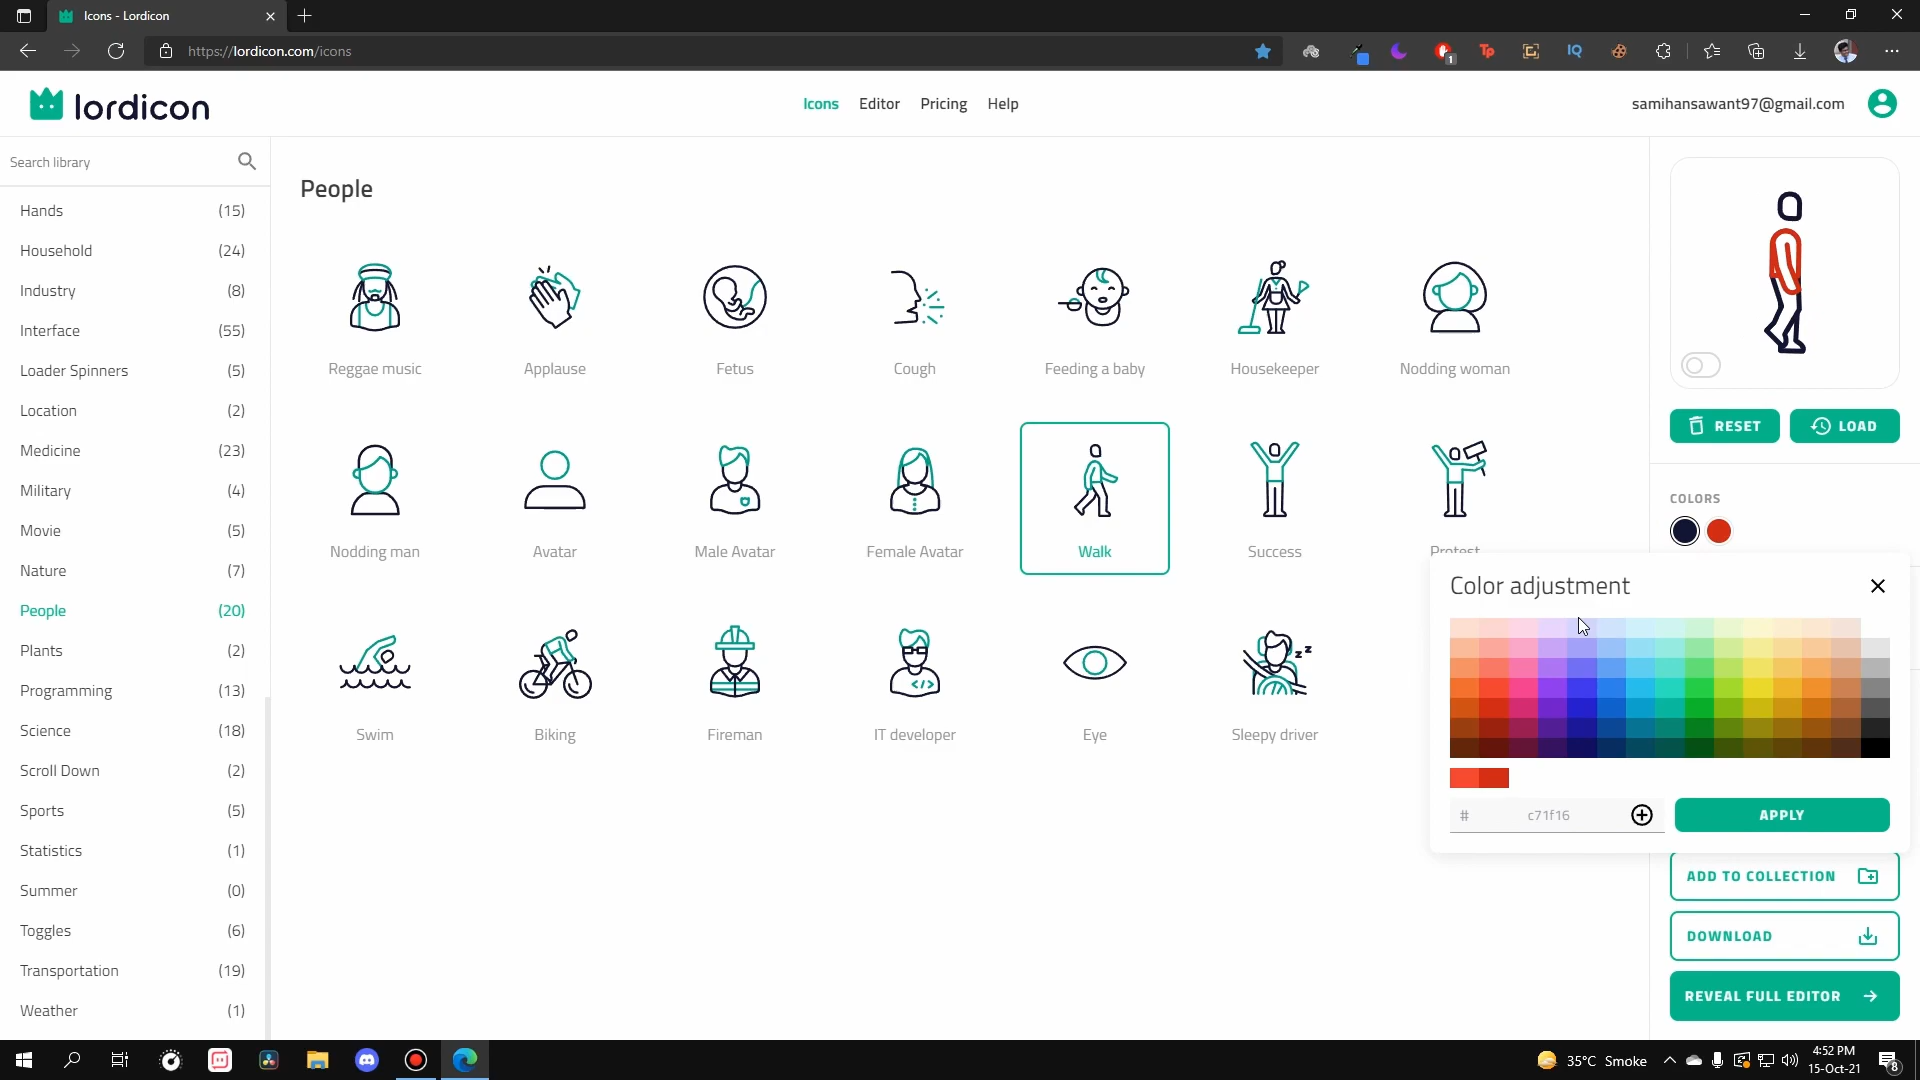 Icons - Lordicon
https://lordicon.com/icons
1
Tp
IQ
lordicon
Icons
Editor
Pricing
Help
samihansawant97@gmail.com
Search library
Hands (15)
Household (24)
Industry (8)
Interface (55)
Loader Spinners (5)
Location (2)
Medicine (23)
Military (4)
Movie (5)
Nature (7)
People (20)
Plants (2)
Programming (13)
Science (18)
Scroll Down (2)
Sports (5)
Statistics (1)
Summer (0)
Toggles (6)
Transportation (19)
Weather (1)
People
Reggae music
Applause
Fetus
Cough
Feeding a baby
Housekeeper
Nodding woman
Nodding man
Avatar
Male Avatar
Female Avatar
Walk
Success
Protest
Swim
Biking
Fireman
IT developer
Eye
Sleepy driver
z z
</>
RESET
LOAD
COLORS
Color adjustment
# c71f16
APPLY
ADD TO COLLECTION
DOWNLOAD
REVEAL FULL EDITOR
35°C Smoke
4:52 PM
15-Oct-21
8